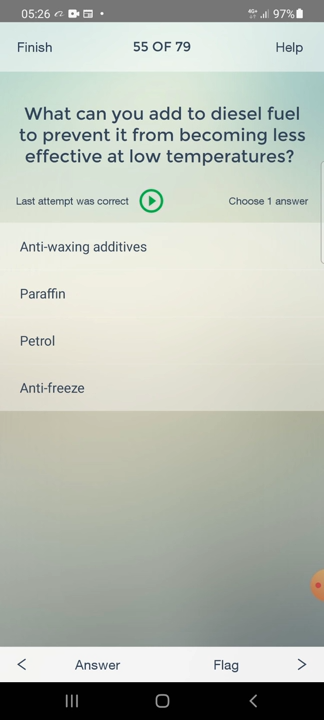 05:26 4G+ 97%
Finish 55 OF 79 Help
What can you add to diesel fuel
to prevent it from becoming less
effective at low temperatures?
Last attempt was correct Choose 1 answer
Anti-waxing additives
Paraffin
Petrol
Anti-freeze
< Answer Flag >